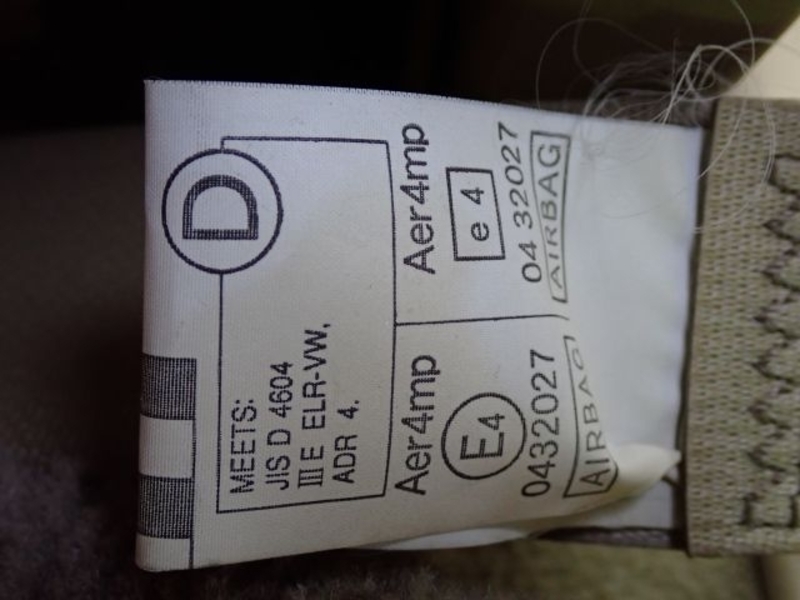 D
MEETS:
JIS D 4604
III E ELR-VW,
ADR 4.
Aer4mp
E4
0432027
AIRBAG
Aer4mp
e 4
04 32027
AIRBAG